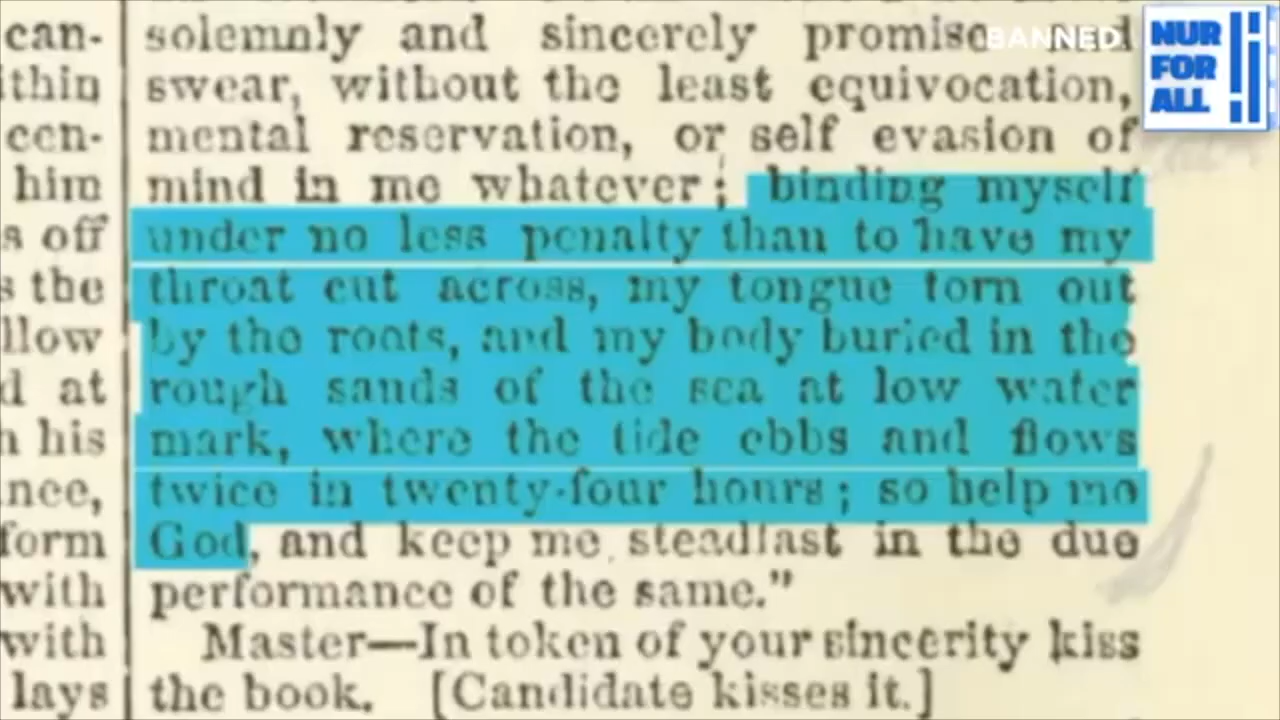 can-
ithin
cen-
him
s off
s the
llow
d at
h his
nce,
form
with
with
lays
solemnly and sincerely promise and
swear, without the least equivocation,
mental reservation, or self evasion of
mind in me whatever; binding myself
under no less penalty than to have my
throat cut across, my tongue torn out
by the roots, and my body buried in the
rough sands of the sea at low water
mark, where the tide ebbs and flows
twice in twenty-four hours; so help me
God, and keep me steadfast in the due
performance of the same."
Master—In token of your sincerity kiss
the book. [Candidate kisses it.]
BANNED
NUR
FOR
ALL